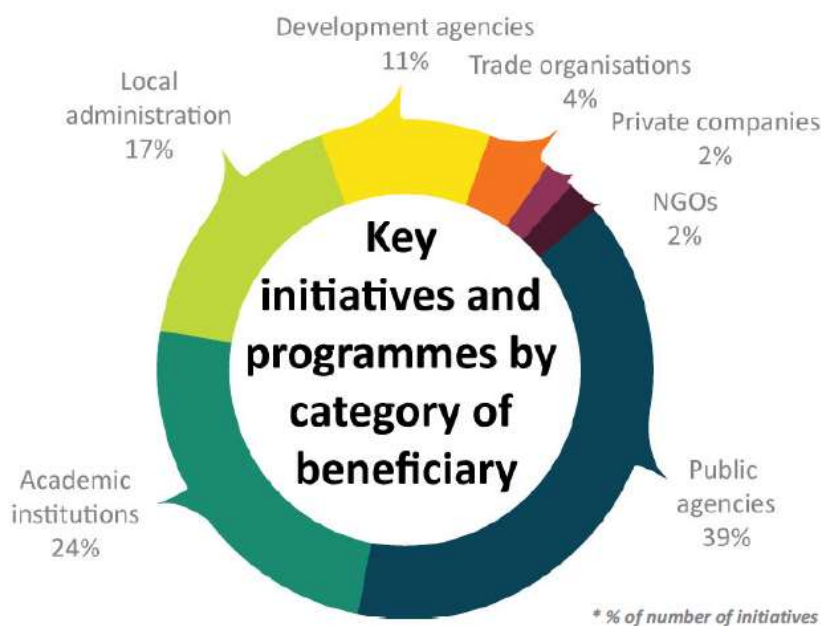 Development agencies
11%
Trade organisations
4%
Local
administration
17%
Private companies
2%
NGOs
2%
Key
initiatives and
programmes by
category of
beneficiary
Academic
institutions
24%
Public
agencies
39%
* % of number of initiatives